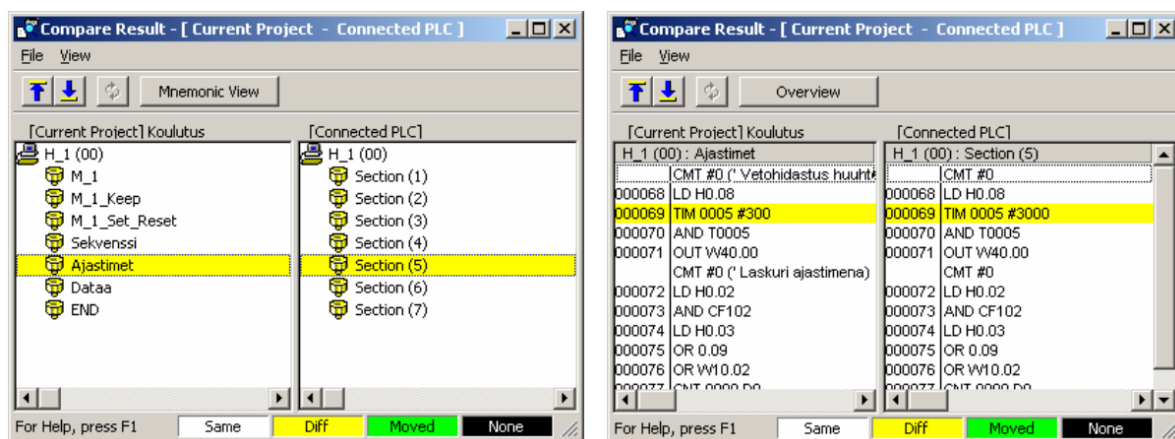 Compare Result - [ Current Project - Connected PLC ]
File View
Mnemonic View
[Current Project] Koulutus
H_1 (00)
M_1
M_1_Keep
M_1_Set_Reset
Sekvenssi
Ajastimet
Dataa
END
[Connected PLC]
H_1 (00)
Section (1)
Section (2)
Section (3)
Section (4)
Section (5)
Section (6)
Section (7)
For Help, press F1 Same Diff Moved None
Compare Result - [ Current Project - Connected PLC ]
File View
Overview
[Current Project] Koulutus
H_1 (00) : Ajastimet
CMT #0 (' Vetohidastus huuht
000068 LD H0.08
000069 TIM 0005 #300
000070 AND T0005
000071 OUT W40.00
CMT #0 (' Laskuri ajastimena)
000072 LD H0.02
000073 AND CF102
000074 LD H0.03
000075 OR 0.09
000076 OR W10.02
000077 CNT 0000 D0
[Connected PLC]
H_1 (00) : Section (5)
CMT #0
000068 LD H0.08
000069 TIM 0005 #3000
000070 AND T0005
000071 OUT W40.00
CMT #0
000072 LD H0.02
000073 AND CF102
000074 LD H0.03
000075 OR 0.09
000076 OR W10.02
000077 CNT 0000 D0
For Help, press F1 Same Diff Moved None